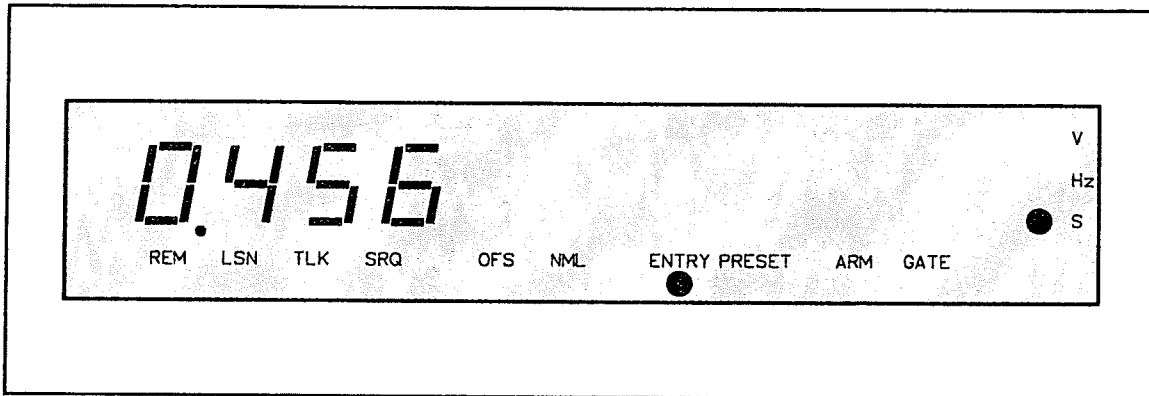 V
Hz
0.456 S
REM LSN TLK SRQ OFS NML ENTRY PRESET ARM GATE